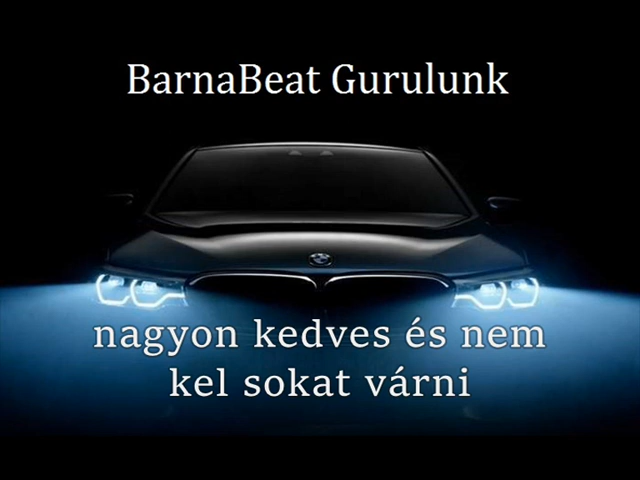 BarnaBeat Gurulunk
nagyon kedves és nem
kel sokat várni